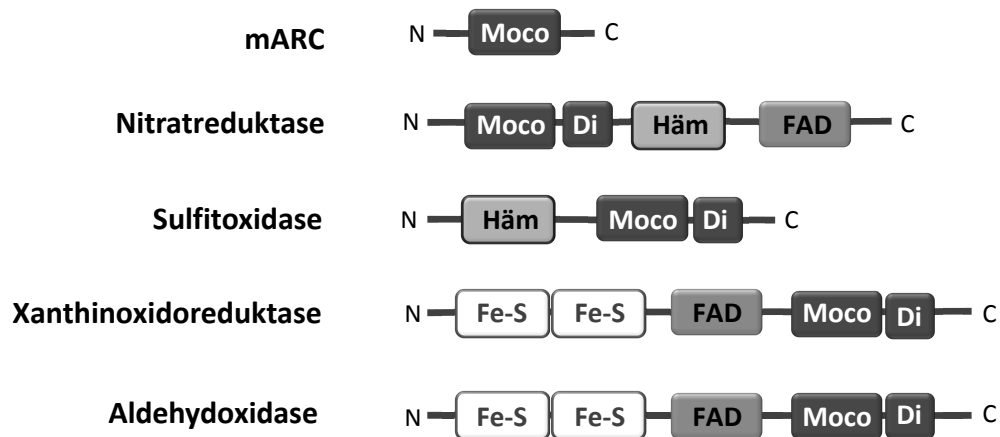 mARC N Moco C
Nitratreduktase N Moco Di Häm FAD C
Sulfitoxidase N Häm Moco Di C
Xanthinoxidoreduktase N Fe-S Fe-S FAD Moco Di C
Aldehydoxidase N Fe-S Fe-S FAD Moco Di C